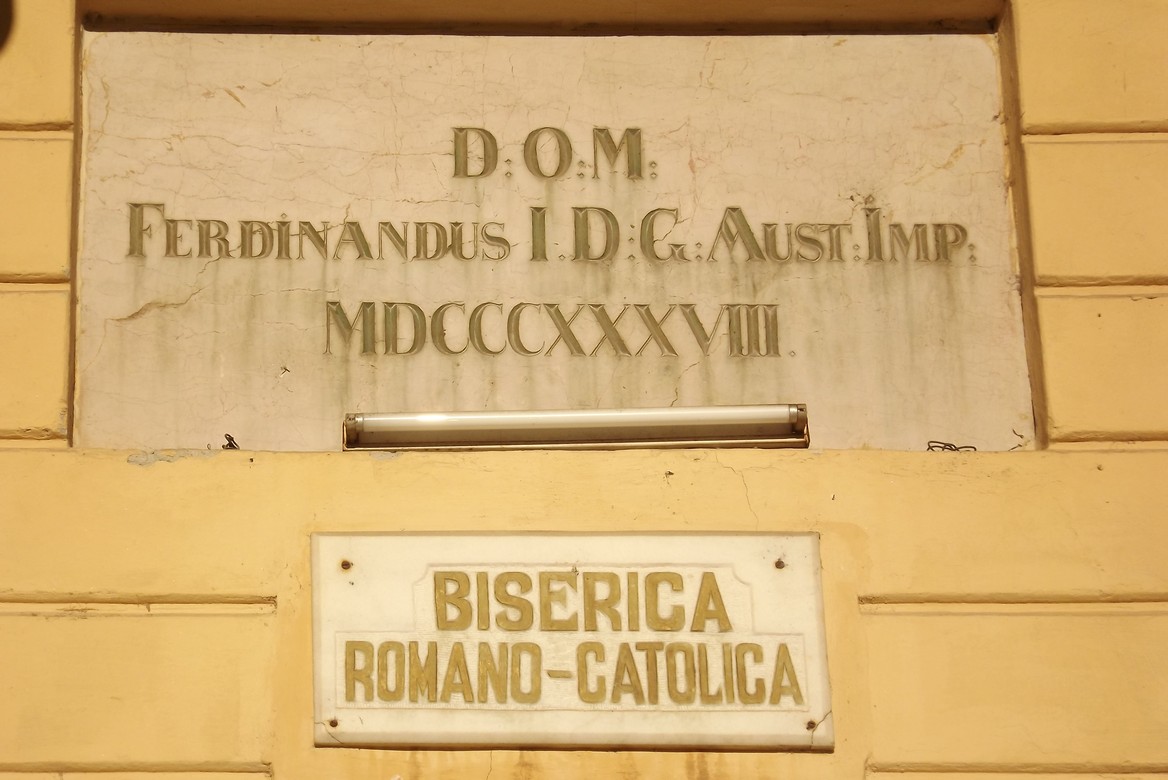 D:O:M:
FERDINANDUS I.D:G:AUST:IMP:
MDCCCXXXVIII.
BISERICA
ROMANO-CATOLICA